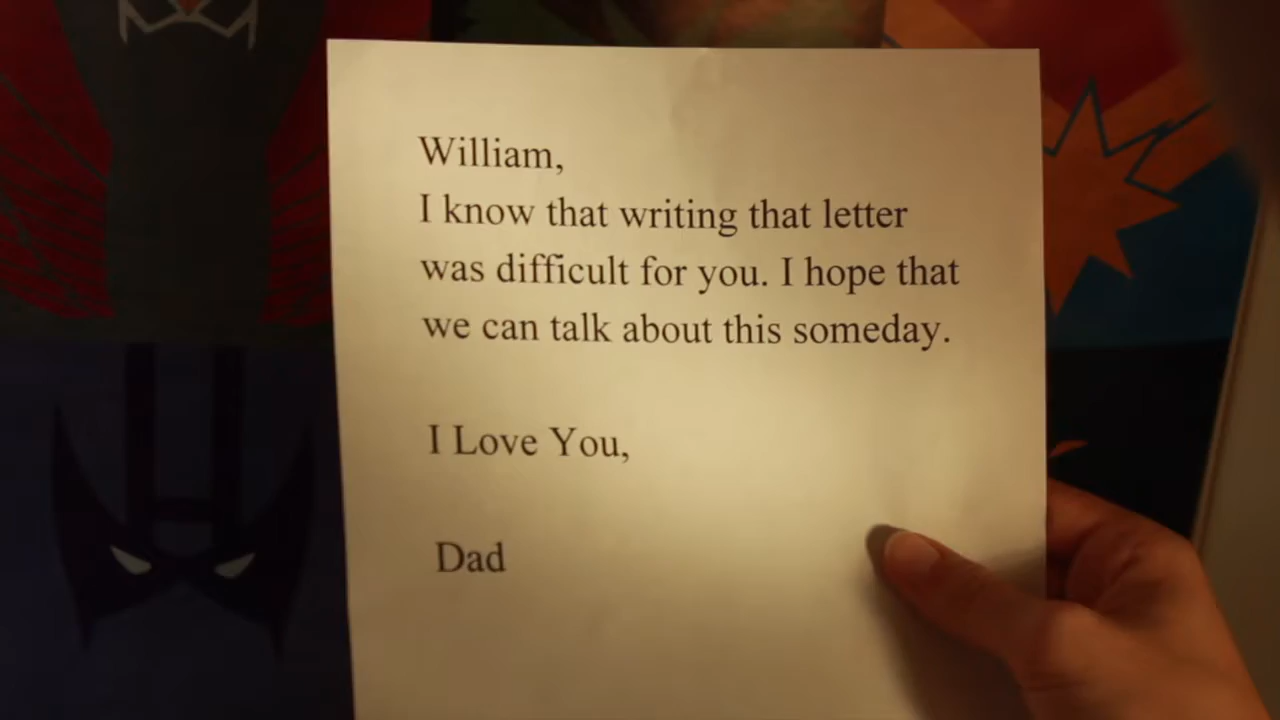 William,
I know that writing that letter
was difficult for you. I hope that
we can talk about this someday.
I Love You,
Dad